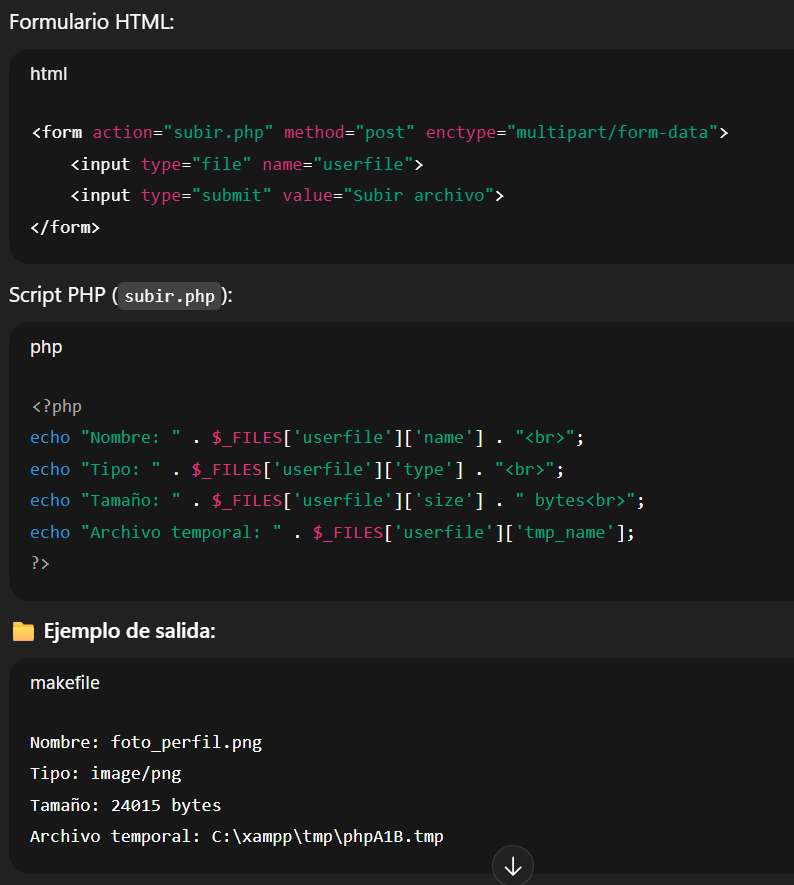 Formulario HTML:
html
<form action="subir.php" method="post" enctype="multipart/form-data">
    <input type="file" name="userfile">
    <input type="submit" value="Subir archivo">
</form>
Script PHP (subir.php):
php
<?php
echo "Nombre: " . $_FILES['userfile']['name'] . "<br>";
echo "Tipo: " . $_FILES['userfile']['type'] . "<br>";
echo "Tamaño: " . $_FILES['userfile']['size'] . " bytes<br>";
echo "Archivo temporal: " . $_FILES['userfile']['tmp_name'];
?>
Ejemplo de salida:
makefile
Nombre: foto_perfil.png
Tipo: image/png
Tamaño: 24015 bytes
Archivo temporal: C:\xampp\tmp\phpA1B.tmp